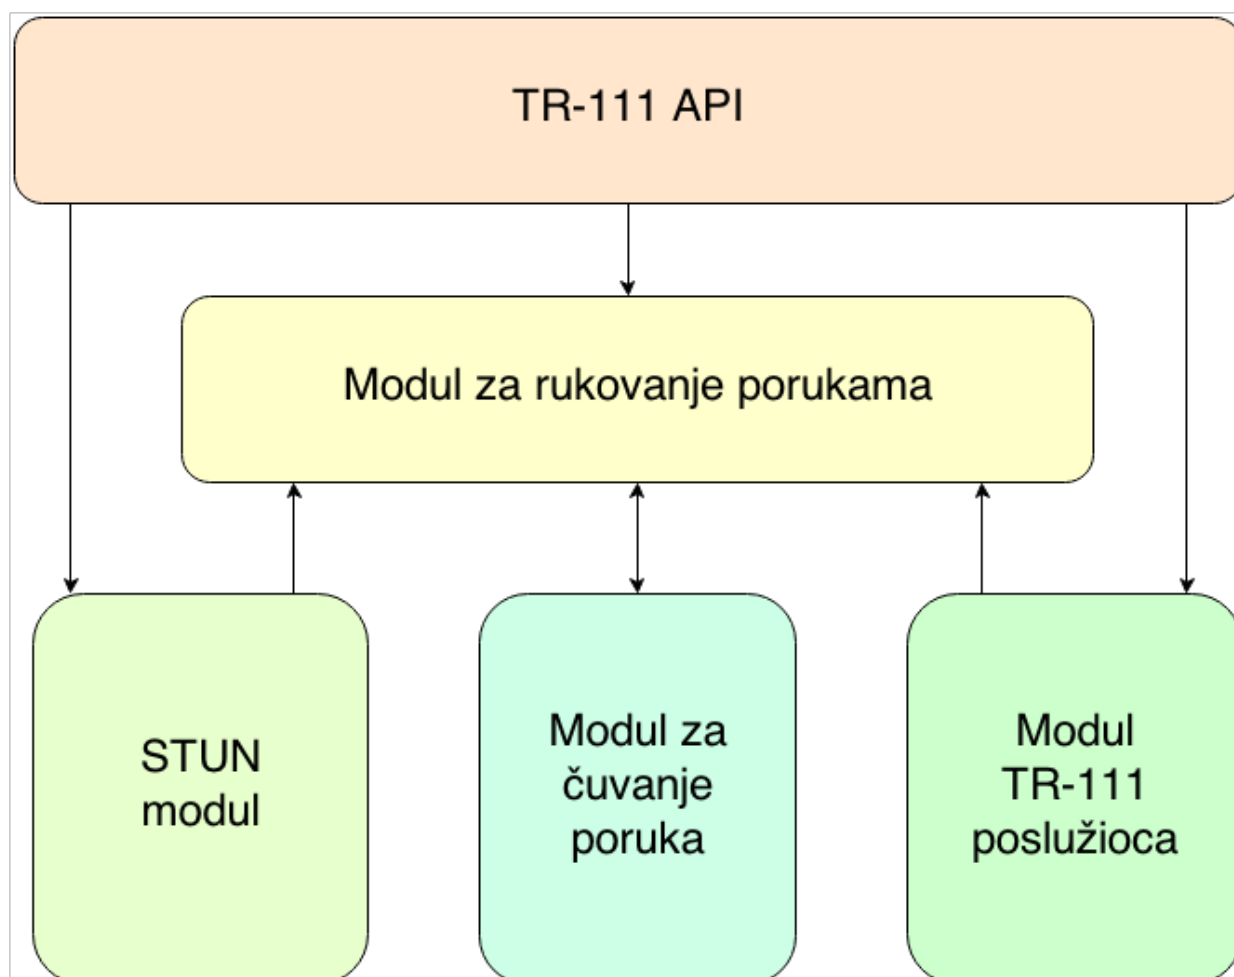 TR-111 API
Modul za rukovanje porukama
STUN
modul
Modul za
čuvanje
poruka
Modul
TR-111
poslužioca